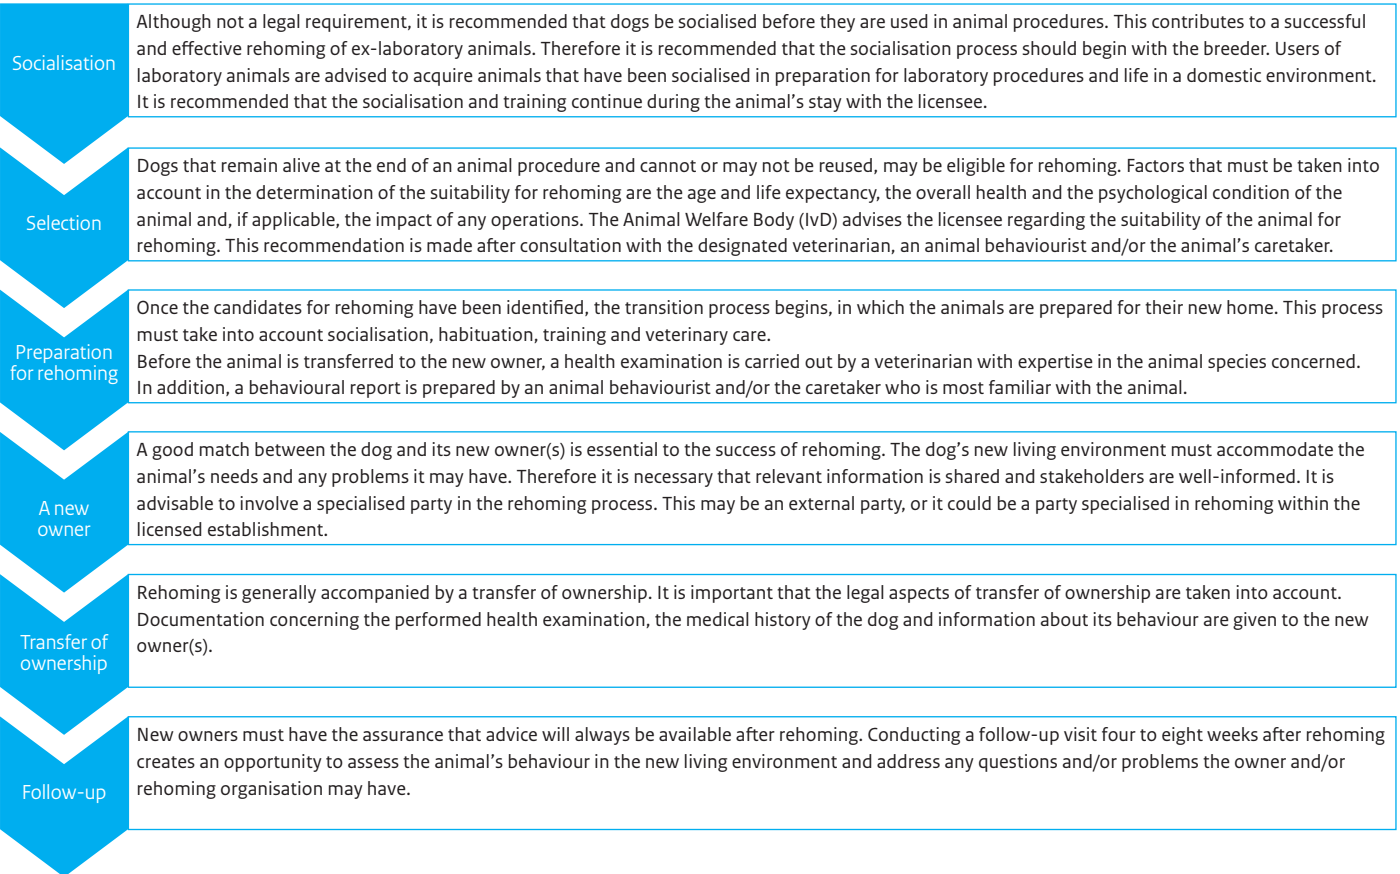 Socialisation
Although not a legal requirement, it is recommended that dogs be socialised before they are used in animal procedures. This contributes to a successful
and effective rehoming of ex-laboratory animals. Therefore it is recommended that the socialisation process should begin with the breeder. Users of
laboratory animals are advised to acquire animals that have been socialised in preparation for laboratory procedures and life in a domestic environment.
It is recommended that the socialisation and training continue during the animal's stay with the licensee.
Selection
Dogs that remain alive at the end of an animal procedure and cannot or may not be reused, may be eligible for rehoming. Factors that must be taken into
account in the determination of the suitability for rehoming are the age and life expectancy, the overall health and the psychological condition of the
animal and, if applicable, the impact of any operations. The Animal Welfare Body (IvD) advises the licensee regarding the suitability of the animal for
rehoming. This recommendation is made after consultation with the designated veterinarian, an animal behaviourist and/or the animal's caretaker.
Preparation
for rehoming
Once the candidates for rehoming have been identified, the transition process begins, in which the animals are prepared for their new home. This process
must take into account socialisation, habituation, training and veterinary care.
Before the animal is transferred to the new owner, a health examination is carried out by a veterinarian with expertise in the animal species concerned.
In addition, a behavioural report is prepared by an animal behaviourist and/or the caretaker who is most familiar with the animal.
A new
owner
A good match between the dog and its new owner(s) is essential to the success of rehoming. The dog's new living environment must accommodate the
animal's needs and any problems it may have. Therefore it is necessary that relevant information is shared and stakeholders are well-informed. It is
advisable to involve a specialised party in the rehoming process. This may be an external party, or it could be a party specialised in rehoming within the
licensed establishment.
Transfer of
ownership
Rehoming is generally accompanied by a transfer of ownership. It is important that the legal aspects of transfer of ownership are taken into account.
Documentation concerning the performed health examination, the medical history of the dog and information about its behaviour are given to the new
owner(s).
Follow-up
New owners must have the assurance that advice will always be available after rehoming. Conducting a follow-up visit four to eight weeks after rehoming
creates an opportunity to assess the animal's behaviour in the new living environment and address any questions and/or problems the owner and/or
rehoming organisation may have.